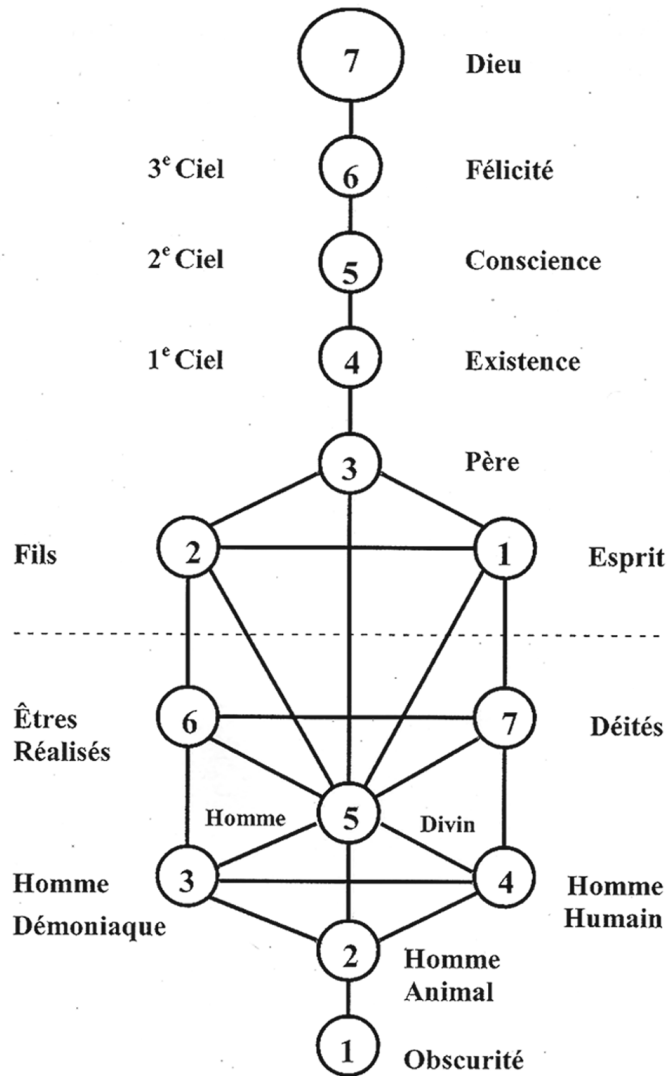 7 Dieu
3e Ciel 6 Félicité
2e Ciel 5 Conscience
1e Ciel 4 Existence
3 Père
Fils 2 1 Esprit
Êtres 6 7 Déités
Réalisés
Homme 5 Divin
Homme 3 4 Homme
Démoniaque Humain
2 Homme
Animal
1 Obscurité